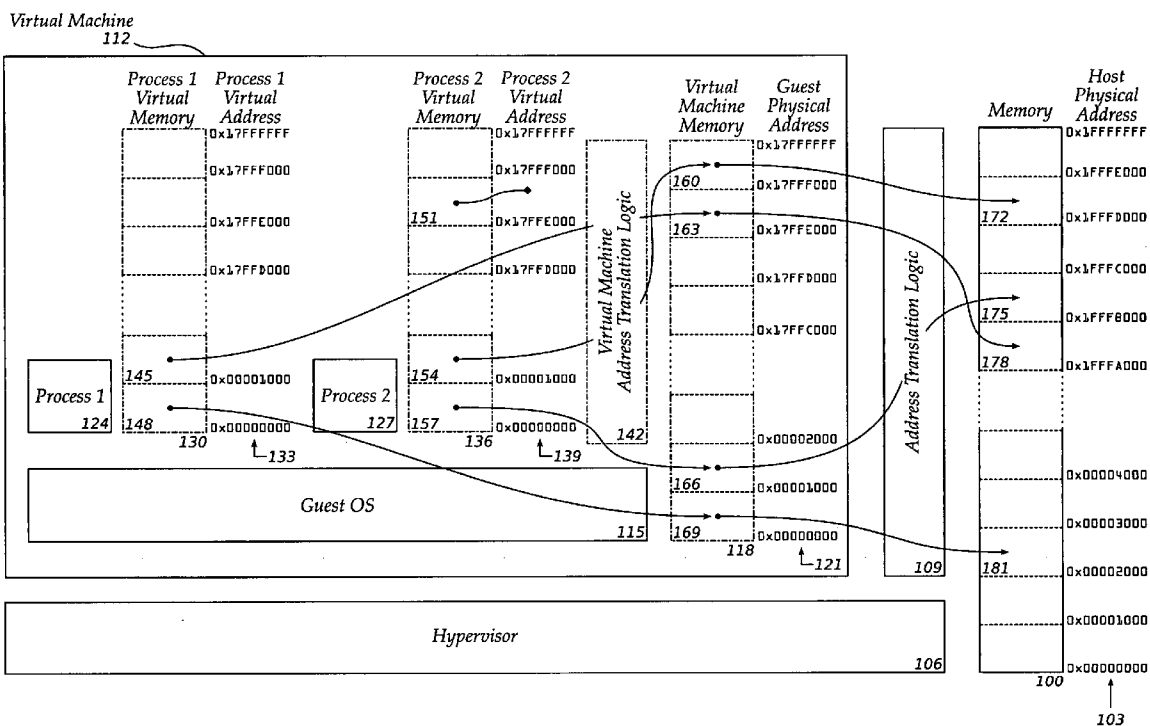 Virtual Machine
112
Process 1
Virtual
Memory
Process 1
Virtual
Address
0x17FFFFFF
0x17FFF000
0x17FFE000
0x17FFD000
0x00001000
0x00000000
145
148
130
133
Process 1
124
Process 2
Virtual
Memory
Process 2
Virtual
Address
0x17FFFFFF
0x17FFF000
0x17FFE000
0x17FFD000
0x00001000
0x00000000
151
154
157
136
139
Process 2
127
Virtual Machine
Address Translation Logic
142
Virtual
Machine
Memory
Guest
Physical
Address
0x17FFFFFF
0x17FFF000
0x17FFE000
0x17FFD000
0x17FFC000
0x00002000
0x00001000
0x00000000
160
163
166
169
118
121
Guest OS
115
Address Translation Logic
109
Memory
Host
Physical
Address
0x1FFFFFFF
0x1FFFE000
0x1FFFD000
0x1FFFC000
0x1FFFB000
0x1FFFA000
0x00004000
0x00003000
0x00002000
0x00001000
0x00000000
172
175
178
181
100
103
Hypervisor
106